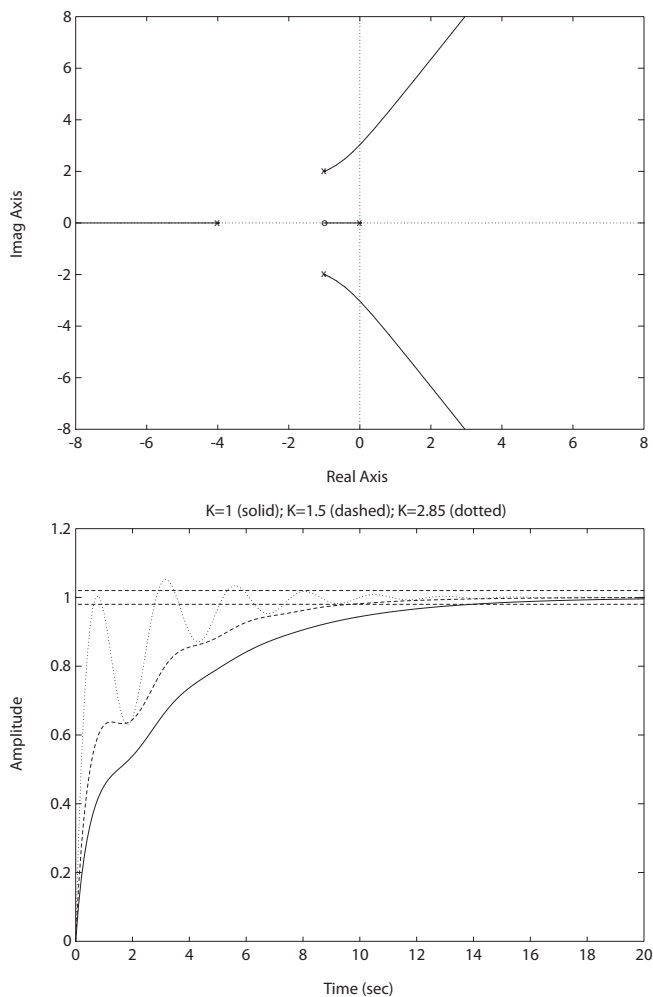 8
6
4
2
0
-2
-4
-6
-8
Imag Axis
-8 -6 -4 -2 0 2 4 6 8
Real Axis
K=1 (solid); K=1.5 (dashed); K=2.85 (dotted)
1.2
1
0.8
0.6
0.4
0.2
0
Amplitude
0 2 4 6 8 10 12 14 16 18 20
Time (sec)